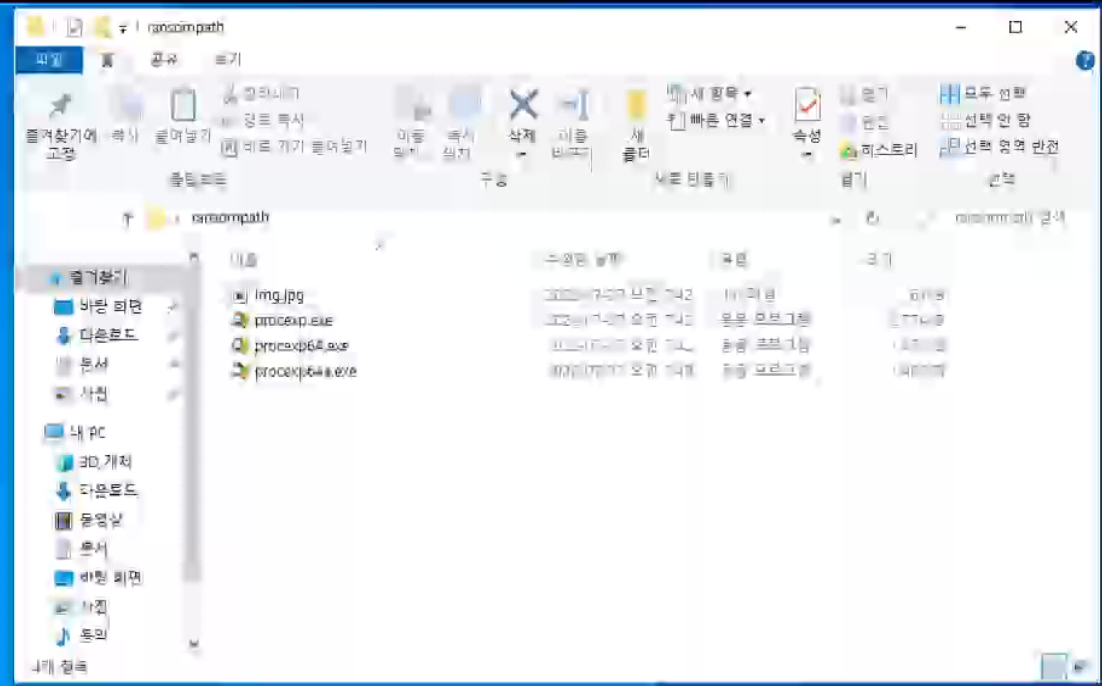 ransompath
파일 홈 공유 보기
즐겨찾기에 고정
복사
붙여넣기
잘라내기
경로 복사
바로 가기 붙여넣기
이동 위치
복사 위치
삭제
이름 바꾸기
새 폴더
새 항목
빠른 연결
속성
열기
편집
히스토리
모두 선택
선택 안 함
선택 영역 반전
클립보드 구성 새로 만들기 열기 선택
ransompath
ransompath 검색
이름 수정한 날짜 유형 크기
img.jpg
procexp.exe 응용 프로그램
procexp64.exe 응용 프로그램
procexp64a.exe 응용 프로그램
즐겨찾기
바탕 화면
다운로드
문서
사진
내 PC
3D 개체
다운로드
동영상
문서
바탕 화면
사진
음악
4개 항목